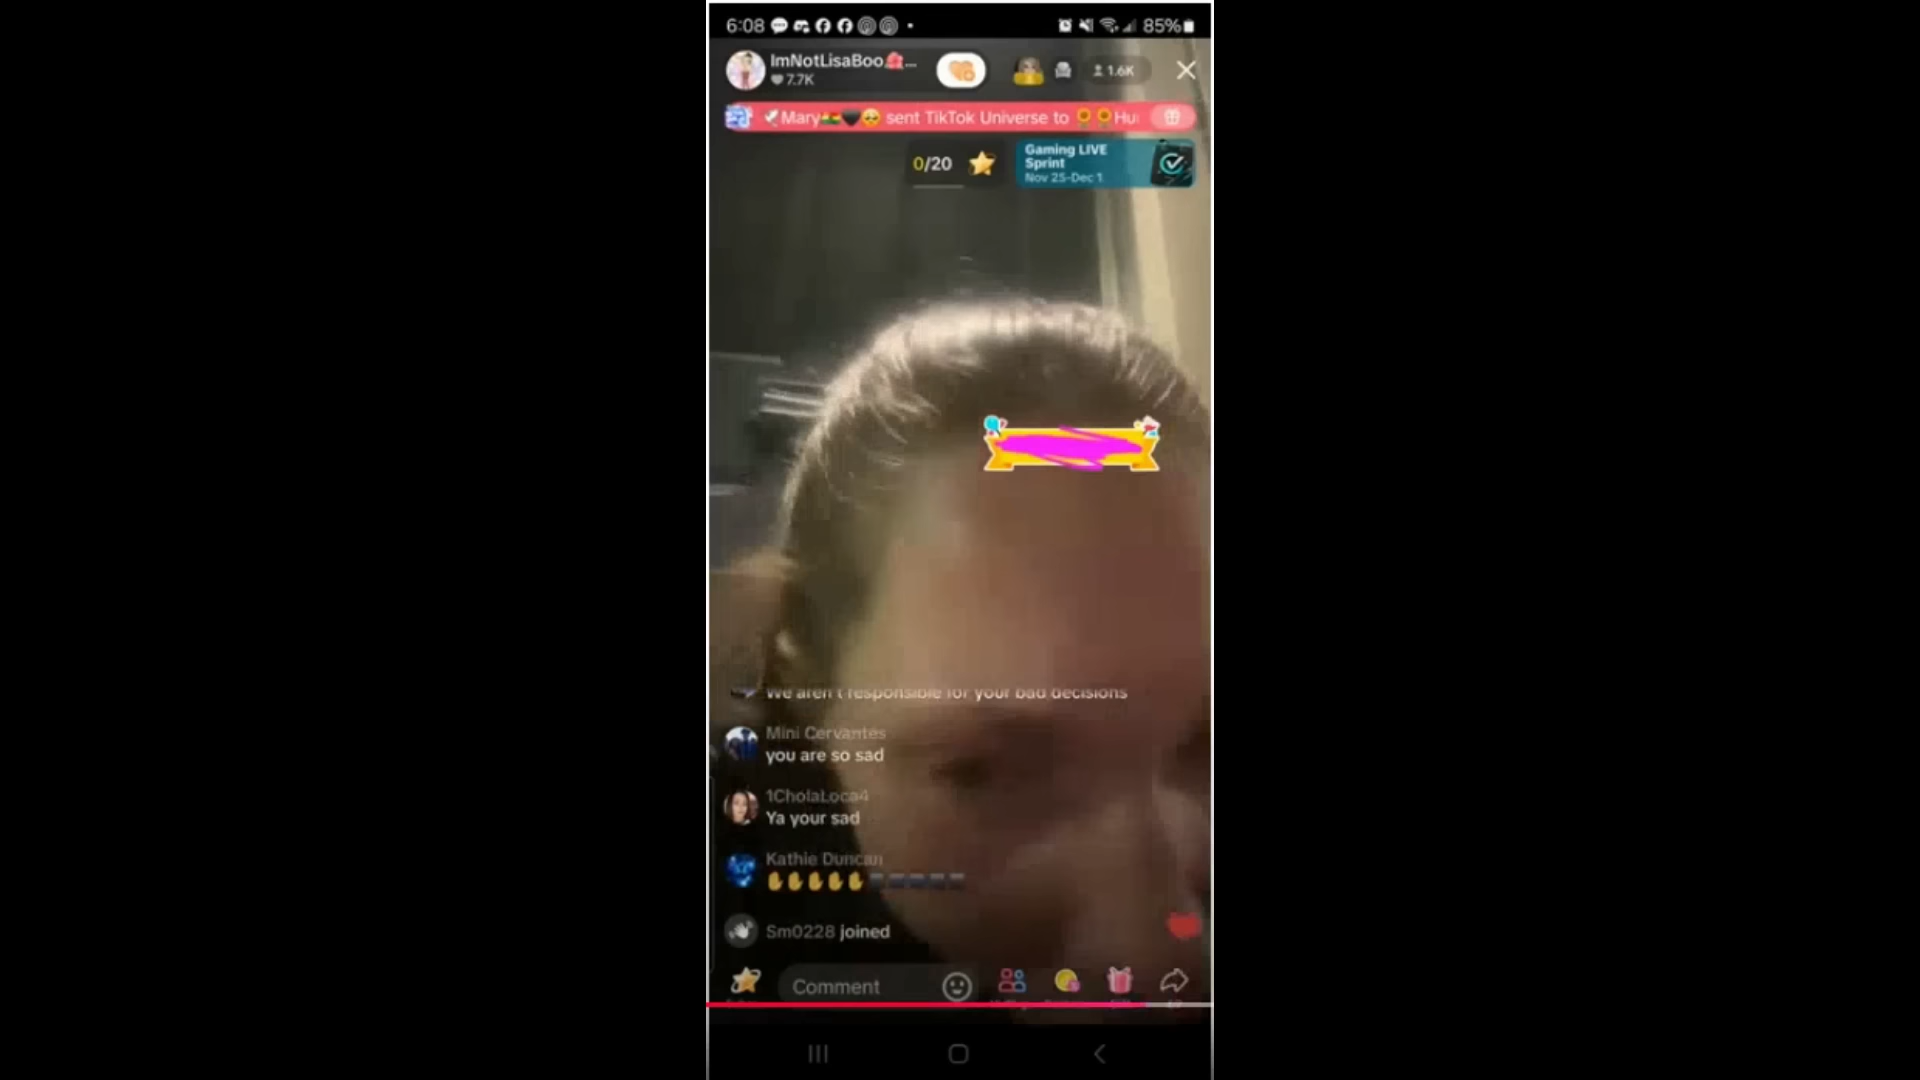 6:08
85%
ImNotLisaBoo...
7.7K
1.6K
Mary sent TikTok Universe to Hu
0/20
Gaming LIVE
Sprint
Nov 25-Dec 1
We aren't responsible for your bad decisions
Mini Cervantes
you are so sad
1CholaLoca4
Ya your sad
Kathie Duncan
Sm0228 joined
Comment